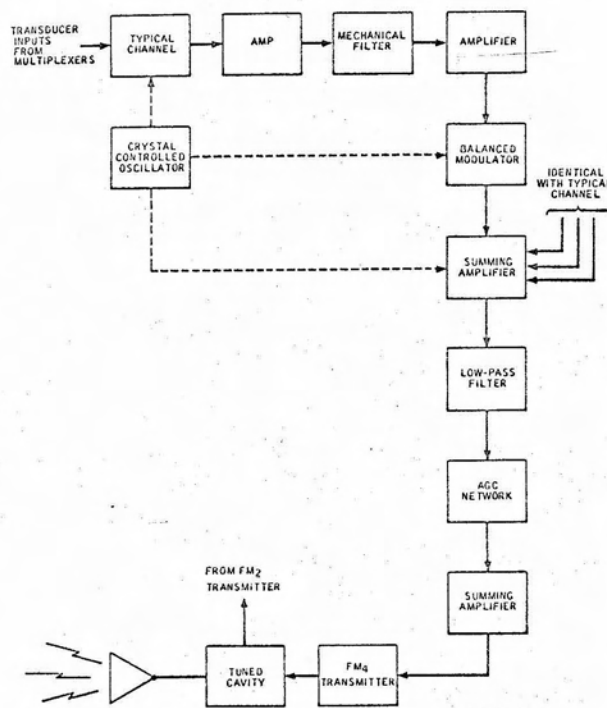 TRANSDUCER
INPUTS
FROM
MULTIPLEXERS
TYPICAL
CHANNEL
AMP
MECHANICAL
FILTER
AMPLIFIER
CRYSTAL
CONTROLLED
OSCILLATOR
BALANCED
MODULATOR
IDENTICAL
WITH TYPICAL
CHANNEL
SUMMING
AMPLIFIER
LOW-PASS
FILTER
AGC
NETWORK
FROM FM2
TRANSMITTER
SUMMING
AMPLIFIER
TUNED
CAVITY
FM4
TRANSMITTER